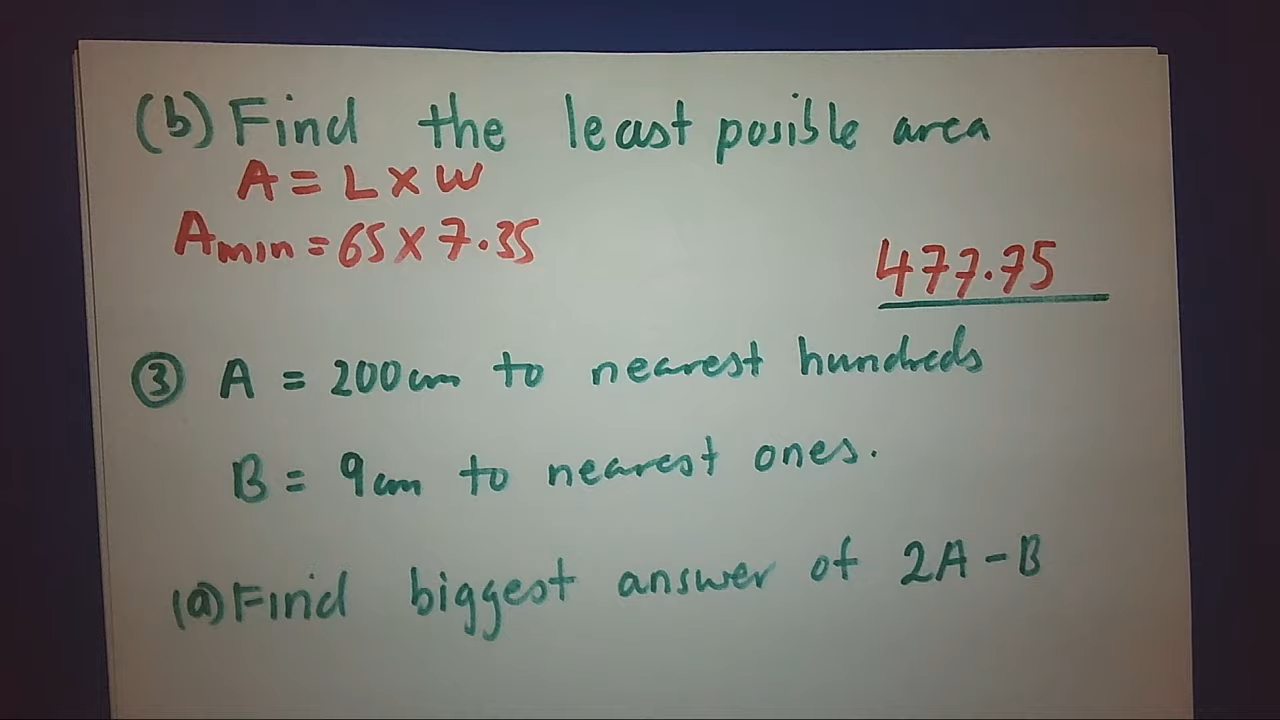 (b) Find the least posible area
A = L × W
Amin = 65 × 7.35
477.75
③ A = 200cm to nearest hundreds
B = 9cm to nearest ones.
(a) Find biggest answer of 2A - B